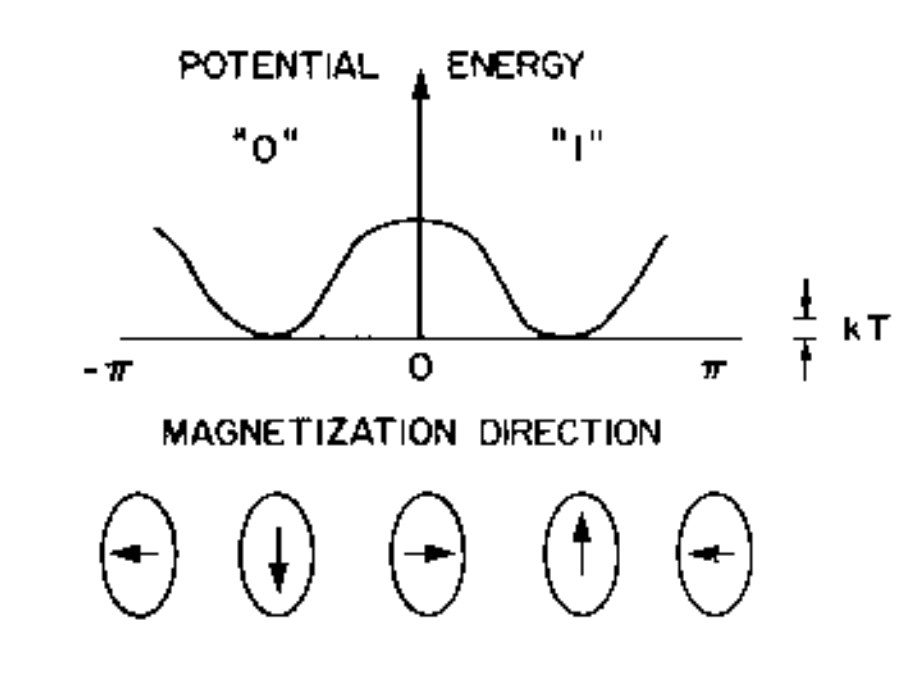 POTENTIAL ENERGY
"0" "1"
kT
-π 0 π
MAGNETIZATION DIRECTION